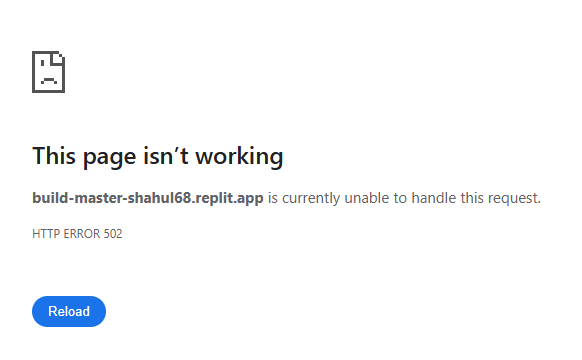 This page isn’t working
build-master-shahul68.replit.app is currently unable to handle this request.
HTTP ERROR 502
Reload